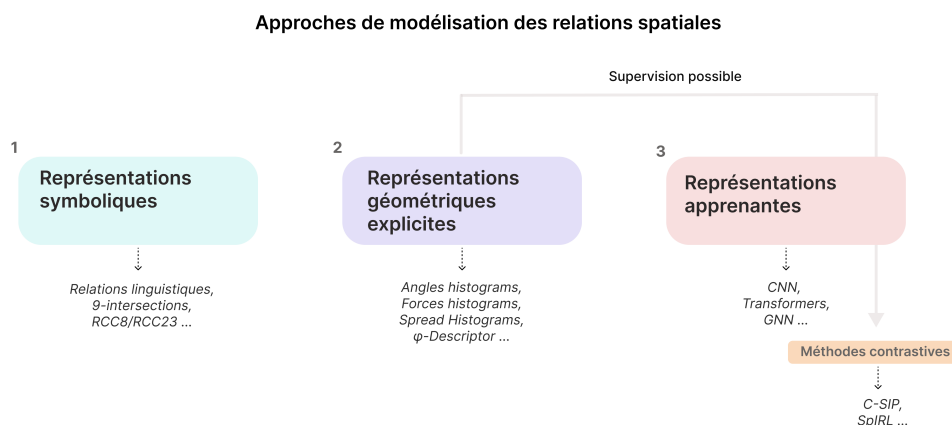 Approches de modélisation des relations spatiales
Supervision possible
1
Représentations
symboliques
Relations linguistiques,
9-intersections,
RCC8/RCC23 ...
2
Représentations
géométriques
explicites
Angles histograms,
Forces histograms,
Spread Histograms,
φ-Descriptor ...
3
Représentations
apprenantes
CNN,
Transformers,
GNN ...
Méthodes contrastives
C-SIP,
SpIRL ...